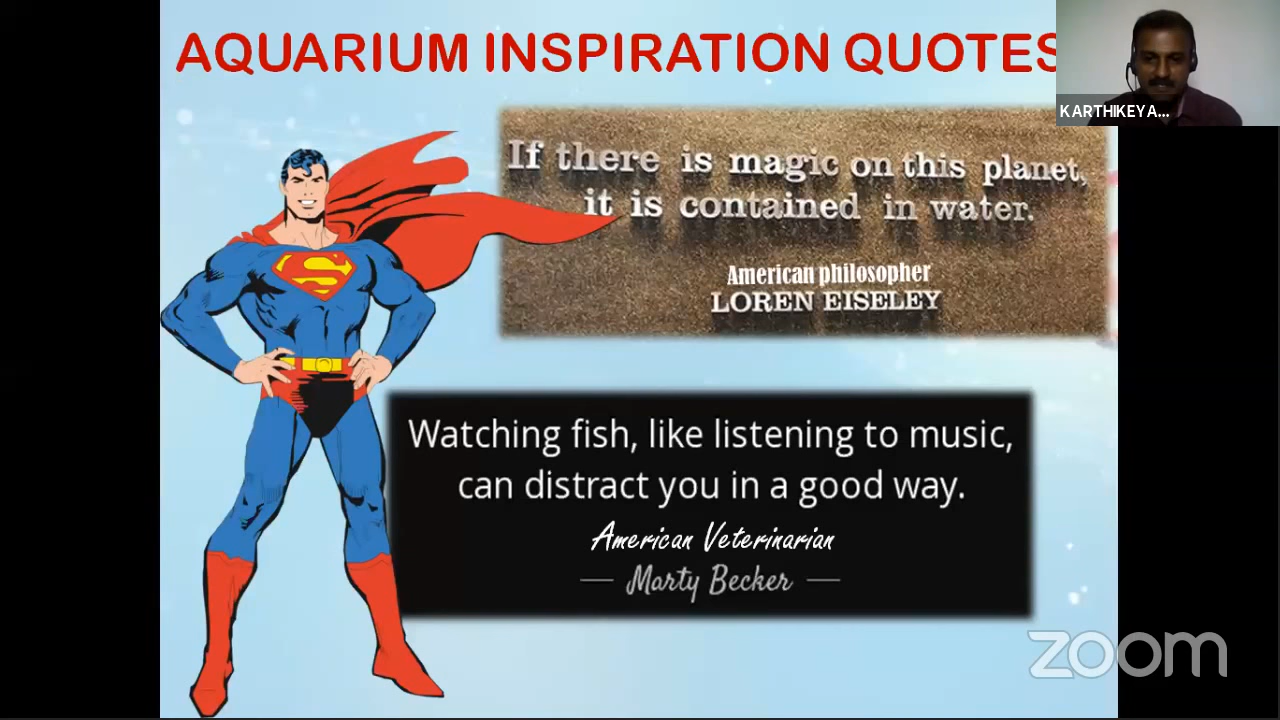 AQUARIUM INSPIRATION QUOTES
KARTHIKEYA...
If there is magic on this planet,
it is contained in water.
American philosopher
LOREN EISELEY
Watching fish, like listening to music,
can distract you in a good way.
American Veterinarian
— Marty Becker —
zoom